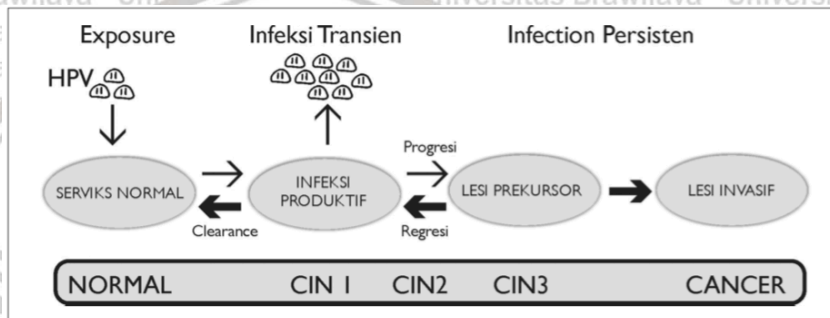 Exposure Infeksi Transien Infection Persisten
HPV
Progresi
SERVIKS NORMAL INFEKSI PRODUKTIF LESI PREKURSOR LESI INVASIF
Clearance Regresi
NORMAL CIN 1 CIN2 CIN3 CANCER